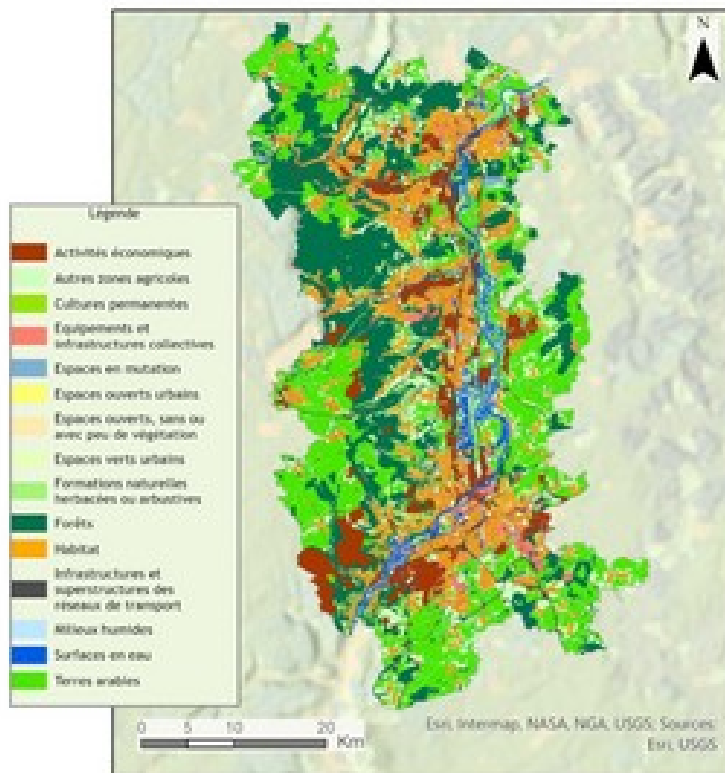 N
Légende
Activités économiques
Autres zones agricoles
Cultures permanentes
Équipements et
infrastructures collectives
Espaces en mutation
Espaces ouverts urbains
Espaces ouverts, sans ou
avec peu de végétation
Espaces verts urbains
Formations naturelles
herbacées ou arbustives
Forêts
Habitat
Infrastructures et
superstructures des
réseaux de transport
Milieux humides
Surfaces en eau
Terres arables
0 5 10 20
Km
Esri, Intermap, NASA, NGA, USGS; Sources:
Esri, USGS